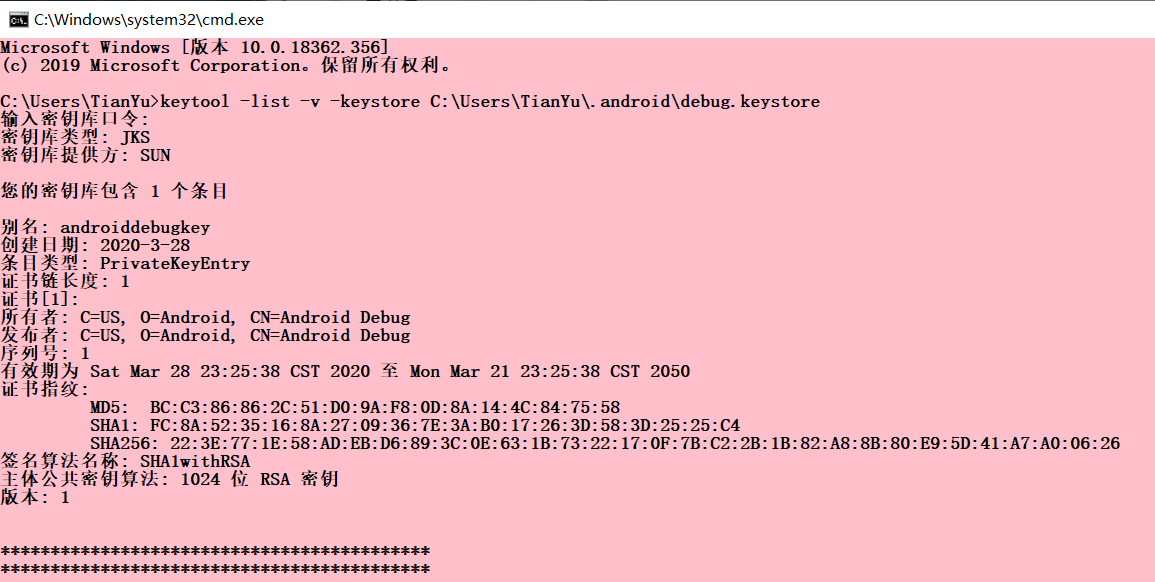 C:\Windows\system32\cmd.exe
Microsoft Windows [版本 10.0.18362.356]
(c) 2019 Microsoft Corporation。保留所有权利。
C:\Users\TianYu>keytool -list -v -keystore C:\Users\TianYu\.android\debug.keystore
输入密钥库口令:
密钥库类型: JKS
密钥库提供方: SUN
您的密钥库包含 1 个条目
别名: androiddebugkey
创建日期: 2020-3-28
条目类型: PrivateKeyEntry
证书链长度: 1
证书[1]:
所有者: C=US, O=Android, CN=Android Debug
发布者: C=US, O=Android, CN=Android Debug
序列号: 1
有效期为 Sat Mar 28 23:25:38 CST 2020 至 Mon Mar 21 23:25:38 CST 2050
证书指纹:
MD5:  BC:C3:86:86:2C:51:D0:9A:F8:0D:8A:14:4C:84:75:58
SHA1: FC:8A:52:35:16:8A:27:09:36:7E:3A:B0:17:26:3D:58:3D:25:25:C4
SHA256: 22:3E:77:1E:58:AD:EB:D6:89:3C:0E:63:1B:73:22:17:0F:7B:C2:2B:1B:82:A8:8B:80:E9:5D:41:A7:A0:06:26
签名算法名称: SHA1withRSA
主体公共密钥算法: 1024 位 RSA 密钥
版本: 1
*******************************************
*******************************************